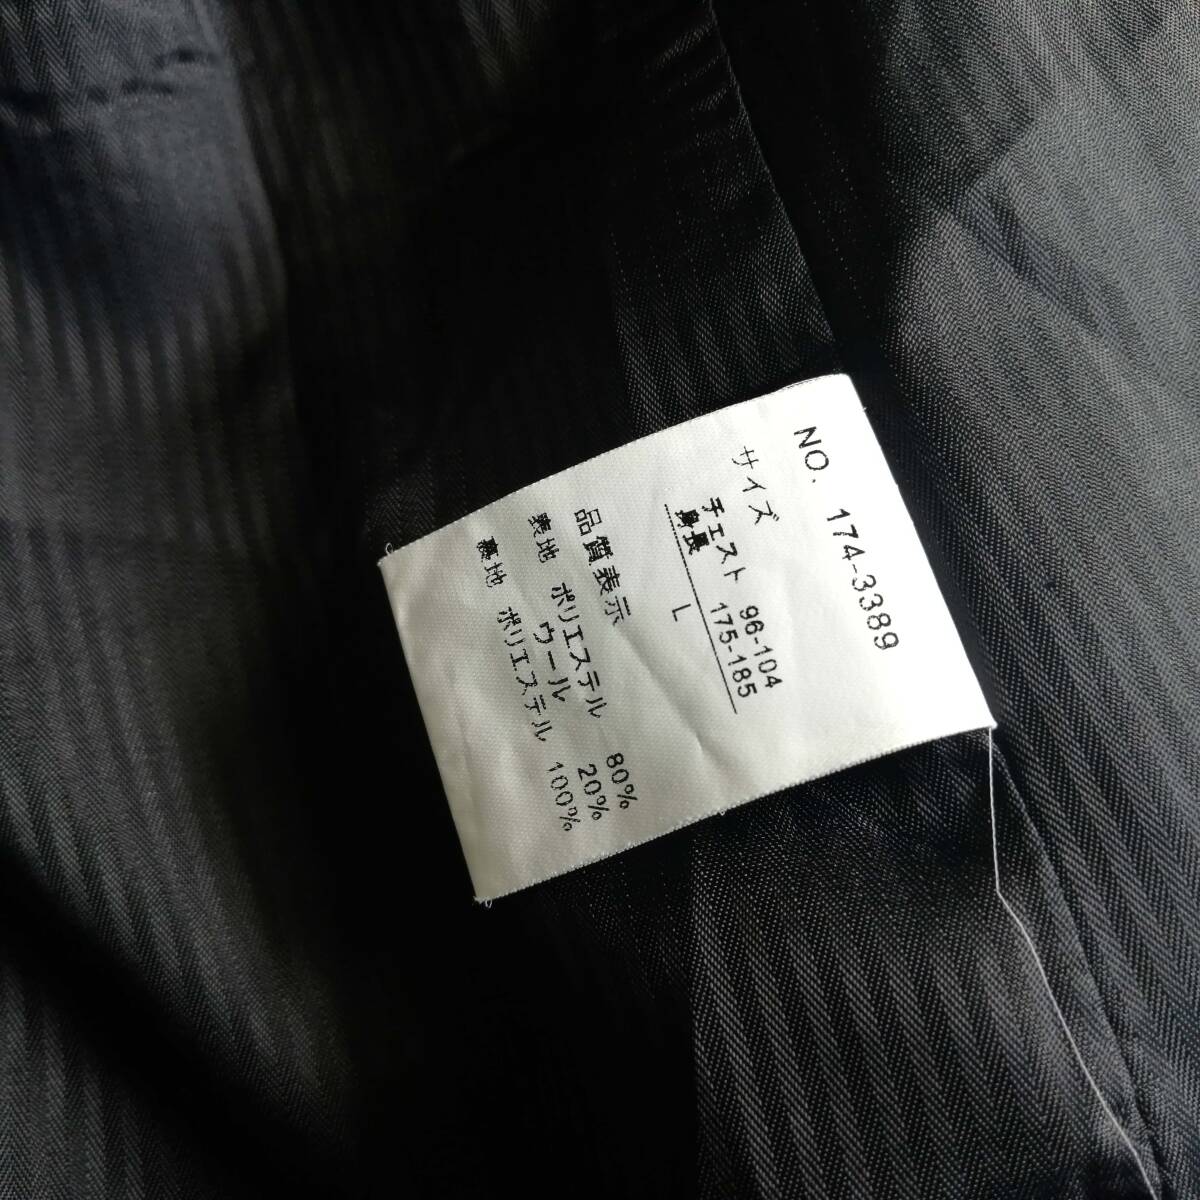 NO. 174-3389
サイズ
チェスト 96-104
身長 175-185
L
品質表示
表地 ポリエステル 80%
ウール 20%
裏地 ポリエステル 100%